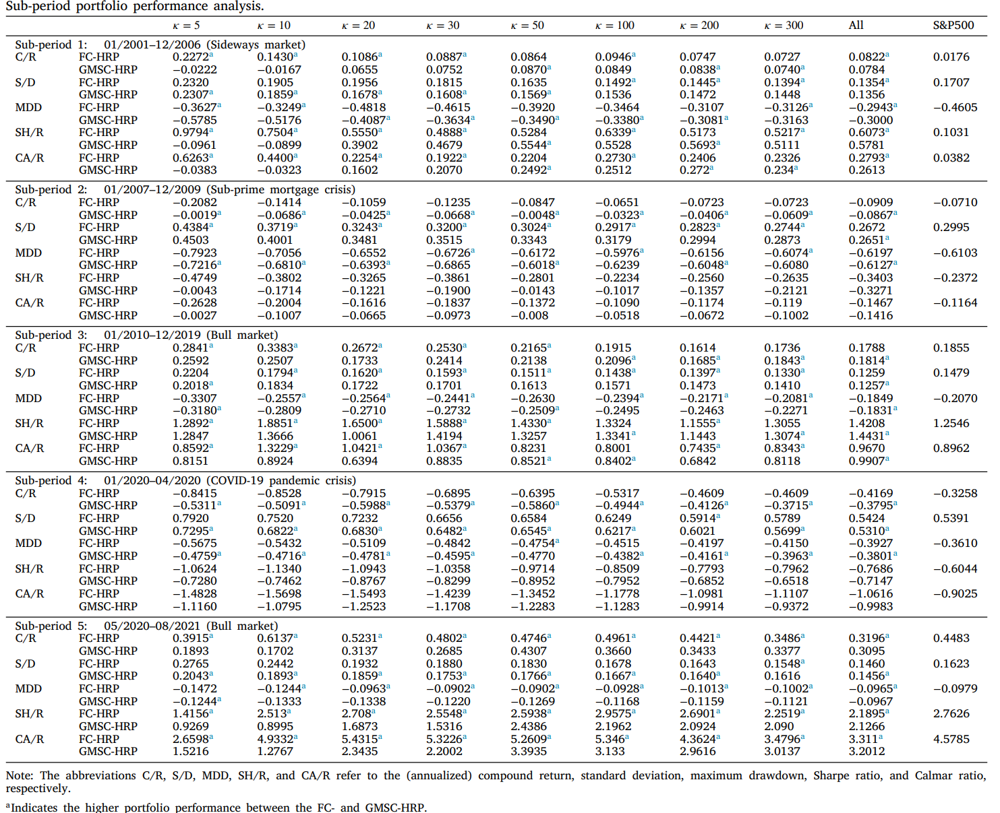 Sub-period portfolio performance analysis.
κ = 5 κ = 10 κ = 20 κ = 30 κ = 50 κ = 100 κ = 200 κ = 300 All S&P500
Sub-period 1: 01/2001–12/2006 (Sideways market)
C/R FC-HRP 0.2272a 0.1430a 0.1086a 0.0887a 0.0864 0.0946a 0.0747 0.0727 0.0822a 0.0176
GMSC-HRP −0.0222 −0.0167 0.0655 0.0752 0.0870a 0.0849 0.0838a 0.0740a 0.0784
S/D FC-HRP 0.2320 0.1905 0.1956 0.1815 0.1635 0.1492a 0.1445a 0.1394a 0.1354a 0.1707
GMSC-HRP 0.2307a 0.1859a 0.1678a 0.1608a 0.1569a 0.1536 0.1472 0.1448 0.1356
MDD FC-HRP −0.3627a −0.3249a −0.4818 −0.4615 −0.3920 −0.3464 −0.3107 −0.3126a −0.2943a −0.4605
GMSC-HRP −0.5785 −0.5176 −0.4087a −0.3634a −0.3490a −0.3380a −0.3081a −0.3163 −0.3000
SH/R FC-HRP 0.9794a 0.7504a 0.5550a 0.4888a 0.5284 0.6339a 0.5173 0.5217a 0.6073a 0.1031
GMSC-HRP −0.0961 −0.0899 0.3902 0.4679 0.5544a 0.5528 0.5693a 0.5111 0.5781
CA/R FC-HRP 0.6263a 0.4400a 0.2254a 0.1922a 0.2204 0.2730a 0.2406 0.2326 0.2793a 0.0382
GMSC-HRP −0.0383 −0.0323 0.1602 0.2070 0.2492a 0.2512 0.272a 0.234a 0.2613
Sub-period 2: 01/2007–12/2009 (Sub-prime mortgage crisis)
C/R FC-HRP −0.2082 −0.1414 −0.1059 −0.1235 −0.0847 −0.0651 −0.0723 −0.0723 −0.0909 −0.0710
GMSC-HRP −0.0019a −0.0686a −0.0425a −0.0668a −0.0048a −0.0323a −0.0406a −0.0609a −0.0867a
S/D FC-HRP 0.4384a 0.3719a 0.3243a 0.3200a 0.3024a 0.2917a 0.2823a 0.2744a 0.2672 0.2995
GMSC-HRP 0.4503 0.4001 0.3481 0.3515 0.3343 0.3179 0.2994 0.2873 0.2651a
MDD FC-HRP −0.7923 −0.7056 −0.6552 −0.6726a −0.6172 −0.5976a −0.6156 −0.6074a −0.6197 −0.6103
GMSC-HRP −0.7216a −0.6810a −0.6393a −0.6865 −0.6018a −0.6239 −0.6048a −0.6080 −0.6127a
SH/R FC-HRP −0.4749 −0.3802 −0.3265 −0.3861 −0.2801 −0.2234 −0.2560 −0.2635 −0.3403 −0.2372
GMSC-HRP −0.0043 −0.1714 −0.1221 −0.1900 −0.0143 −0.1017 −0.1357 −0.2121 −0.3271
CA/R FC-HRP −0.2628 −0.2004 −0.1616 −0.1837 −0.1372 −0.1090 −0.1174 −0.119 −0.1467 −0.1164
GMSC-HRP −0.0027 −0.1007 −0.0665 −0.0973 −0.008 −0.0518 −0.0672 −0.1002 −0.1416
Sub-period 3: 01/2010–12/2019 (Bull market)
C/R FC-HRP 0.2841a 0.3383a 0.2672a 0.2530a 0.2165a 0.1915 0.1614 0.1736 0.1788 0.1855
GMSC-HRP 0.2592 0.2507 0.1733 0.2414 0.2138 0.2096a 0.1685a 0.1843a 0.1814a
S/D FC-HRP 0.2204 0.1794a 0.1620a 0.1593a 0.1511a 0.1438a 0.1397a 0.1330a 0.1259 0.1479
GMSC-HRP 0.2018a 0.1834 0.1722 0.1701 0.1613 0.1571 0.1473 0.1410 0.1257a
MDD FC-HRP −0.3307 −0.2557a −0.2564a −0.2441a −0.2630 −0.2394a −0.2171a −0.2081a −0.1849 −0.2070
GMSC-HRP −0.3180a −0.2809 −0.2710 −0.2732 −0.2509a −0.2495 −0.2463 −0.2271 −0.1831a
SH/R FC-HRP 1.2892a 1.8851a 1.6500a 1.5888a 1.4330a 1.3324 1.1555a 1.3055 1.4208 1.2546
GMSC-HRP 1.2847 1.3666 1.0061 1.4194 1.3257 1.3341a 1.1443 1.3074a 1.4431a
CA/R FC-HRP 0.8592a 1.3229a 1.0421a 1.0367a 0.8231 0.8001 0.7435a 0.8343a 0.9670 0.8962
GMSC-HRP 0.8151 0.8924 0.6394 0.8835 0.8521a 0.8402a 0.6842 0.8118 0.9907a
Sub-period 4: 01/2020–04/2020 (COVID-19 pandemic crisis)
C/R FC-HRP −0.8415 −0.8528 −0.7915 −0.6895 −0.6395 −0.5317 −0.4609 −0.4609 −0.4169 −0.3258
GMSC-HRP −0.5311a −0.5091a −0.5988a −0.5379a −0.5860a −0.4944a −0.4126a −0.3715a −0.3795a
S/D FC-HRP 0.7920 0.7520 0.7232 0.6656 0.6584 0.6249 0.5914a 0.5789 0.5424 0.5391
GMSC-HRP 0.7295a 0.6822a 0.6830a 0.6482a 0.6545a 0.6217a 0.6021 0.5699a 0.5310a
MDD FC-HRP −0.5675 −0.5432 −0.5109 −0.4842 −0.4754a −0.4515 −0.4197 −0.4150 −0.3927 −0.3610
GMSC-HRP −0.4759a −0.4716a −0.4781a −0.4595a −0.4770 −0.4382a −0.4161a −0.3963a −0.3801a
SH/R FC-HRP −1.0624 −1.1340 −1.0943 −1.0358 −0.9714 −0.8509 −0.7793 −0.7962 −0.7686 −0.6044
GMSC-HRP −0.7280 −0.7462 −0.8767 −0.8299 −0.8952 −0.7952 −0.6852 −0.6518 −0.7147
CA/R FC-HRP −1.4828 −1.5698 −1.5493 −1.4239 −1.3452 −1.1778 −1.0981 −1.1107 −1.0616 −0.9025
GMSC-HRP −1.1160 −1.0795 −1.2523 −1.1708 −1.2283 −1.1283 −0.9914 −0.9372 −0.9983
Sub-period 5: 05/2020–08/2021 (Bull market)
C/R FC-HRP 0.3915a 0.6137a 0.5231a 0.4802a 0.4746a 0.4961a 0.4421a 0.3486a 0.3196a 0.4483
GMSC-HRP 0.1893 0.1702 0.3137 0.2685 0.4307 0.3660 0.3433 0.3377 0.3095
S/D FC-HRP 0.2765 0.2442 0.1932 0.1880 0.1830 0.1678 0.1643 0.1548a 0.1460 0.1623
GMSC-HRP 0.2043a 0.1893a 0.1859a 0.1753a 0.1766a 0.1667a 0.1640a 0.1616 0.1456a
MDD FC-HRP −0.1472 −0.1244a −0.0963a −0.0902a −0.0902a −0.0928a −0.1013a −0.1002a −0.0965a −0.0979
GMSC-HRP −0.1244a −0.1333 −0.1338 −0.1220 −0.1269 −0.1168 −0.1159 −0.1121 −0.0967
SH/R FC-HRP 1.4156a 2.513a 2.708a 2.5548a 2.5938a 2.9575a 2.6901a 2.2519a 2.1895a 2.7626
GMSC-HRP 0.9269 0.8995 1.6873 1.5316 2.4386 2.1962 2.0924 2.090 2.1266
CA/R FC-HRP 2.6598a 4.9332a 5.4315a 5.3226a 5.2609a 5.346a 4.3624a 3.4796a 3.311a 4.5785
GMSC-HRP 1.5216 1.2767 2.3435 2.2002 3.3935 3.133 2.9616 3.0137 3.2012
Note: The abbreviations C/R, S/D, MDD, SH/R, and CA/R refer to the (annualized) compound return, standard deviation, maximum drawdown, Sharpe ratio, and Calmar ratio,
respectively.
aIndicates the higher portfolio performance between the FC- and GMSC-HRP.